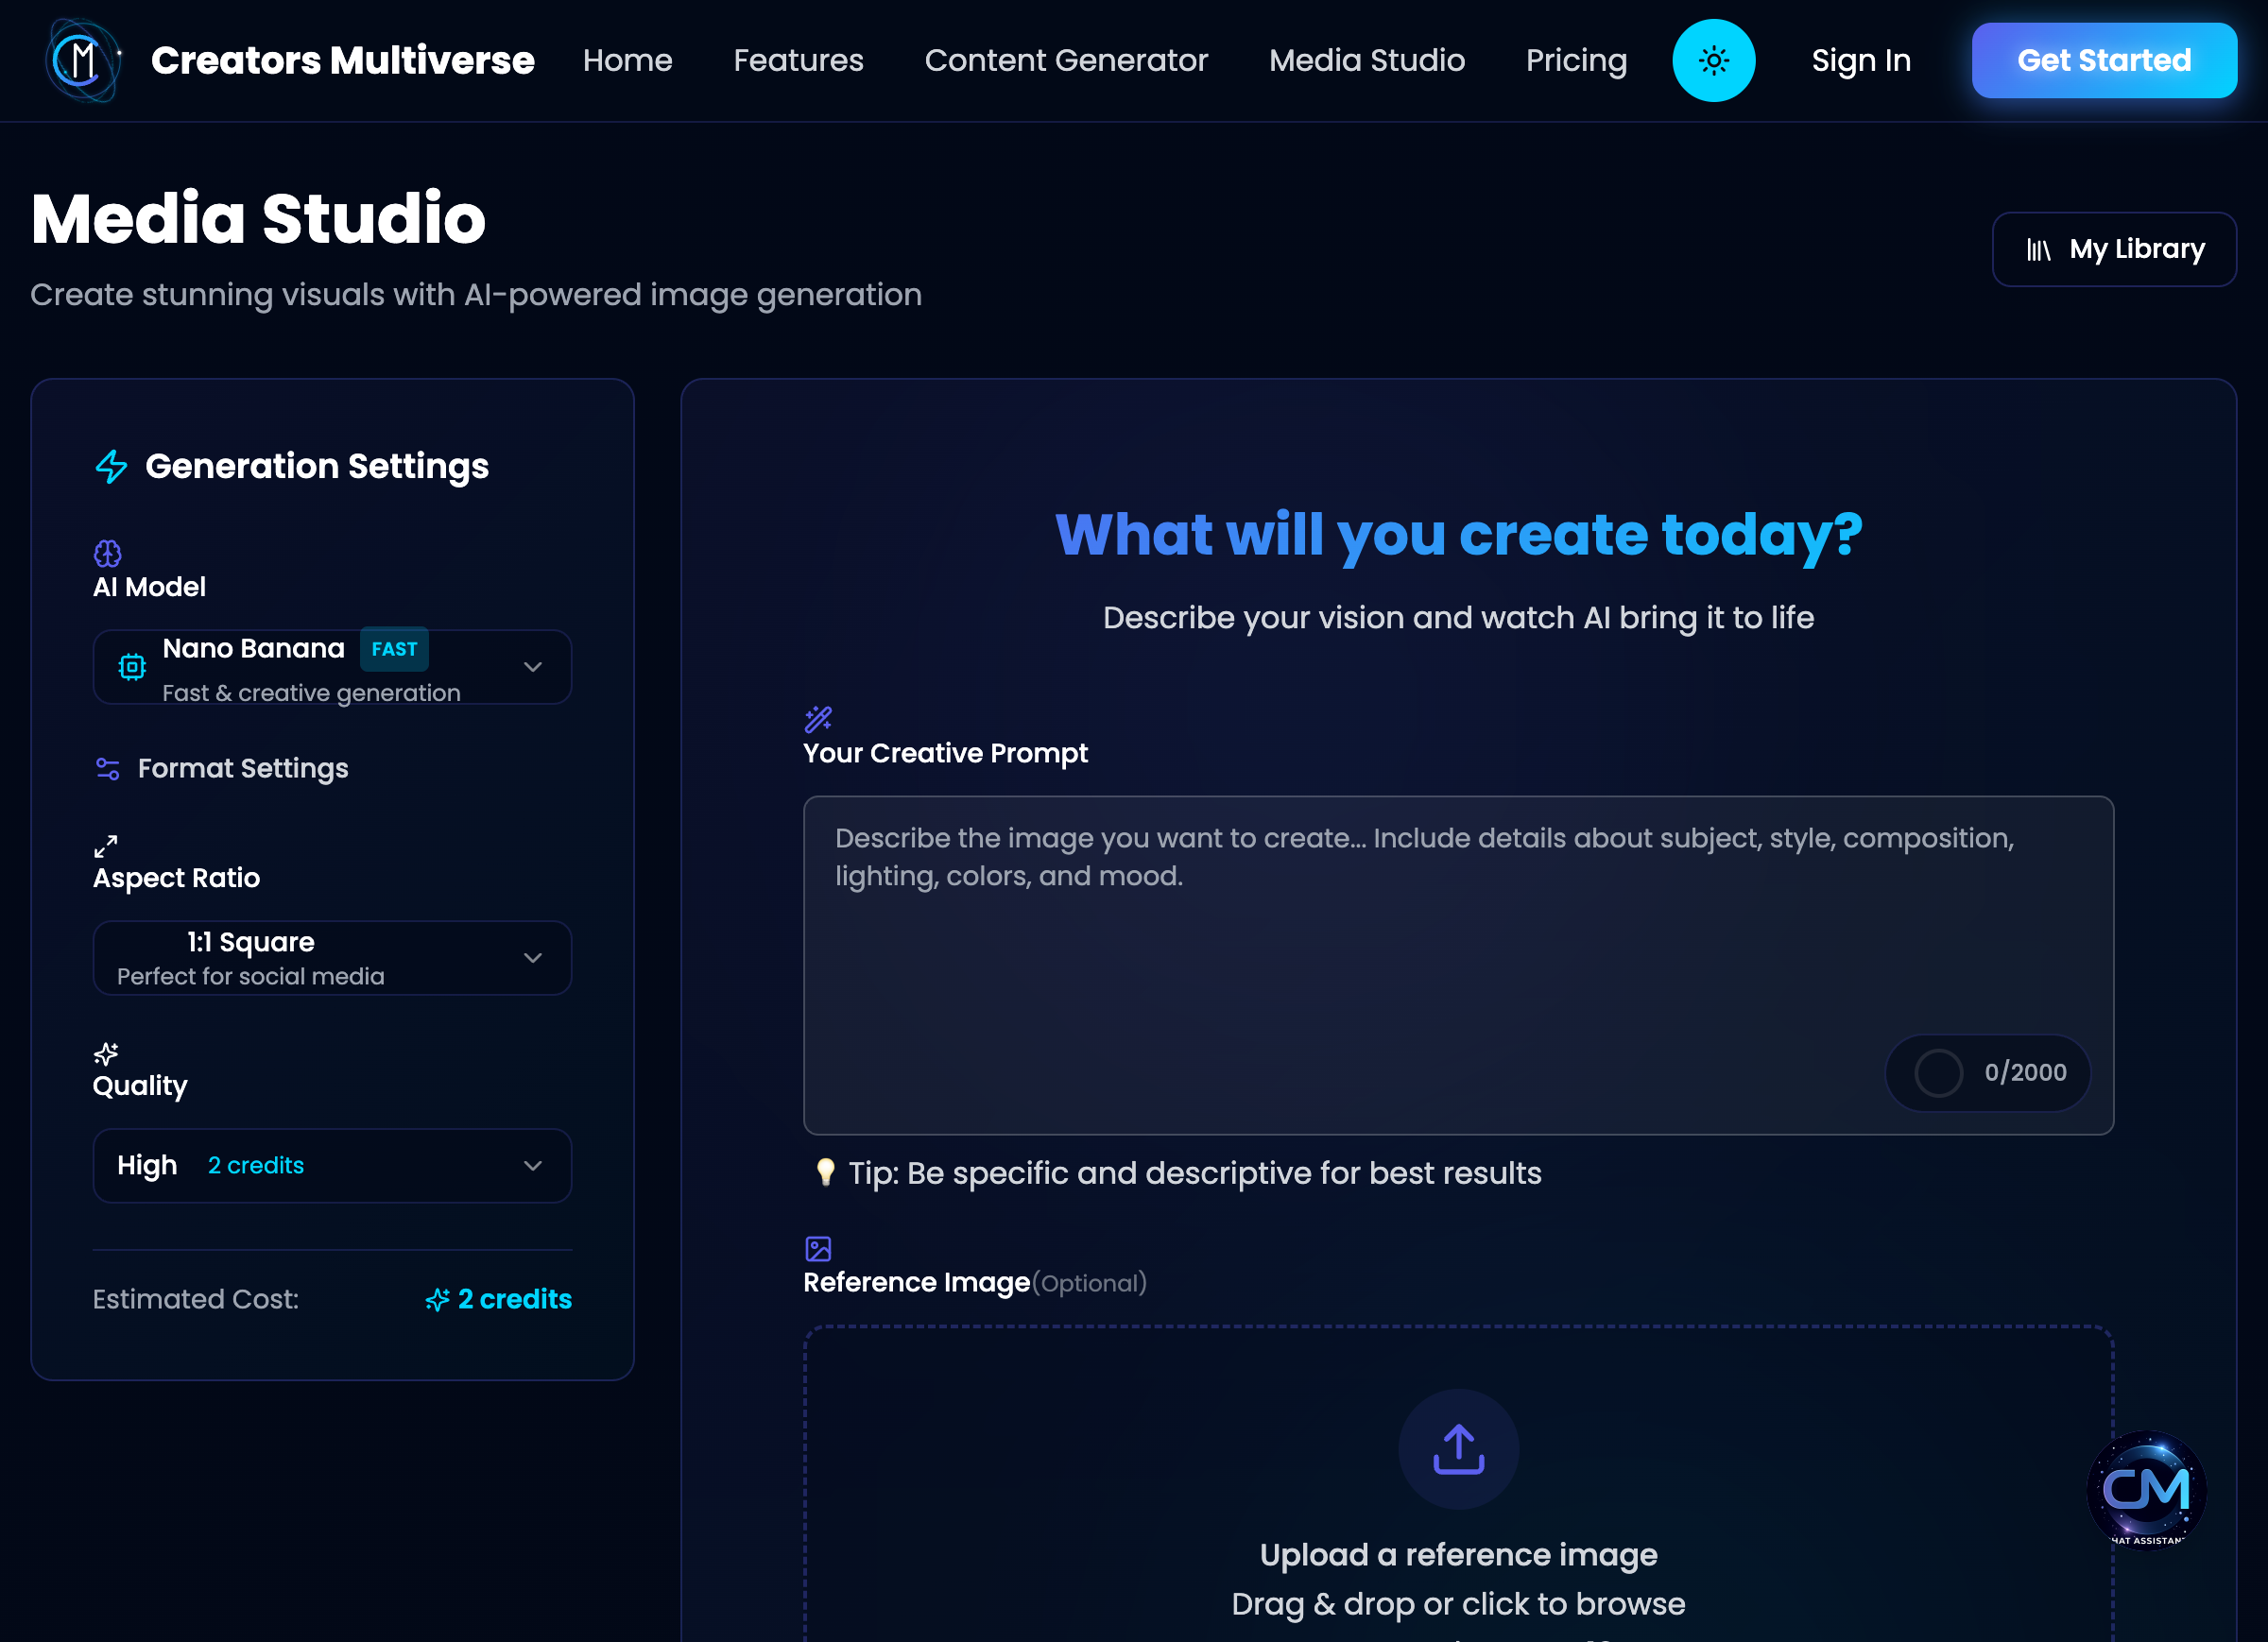 Creators Multiverse
Home
Features
Content Generator
Media Studio
Pricing
Sign In
Get Started
Media Studio
Create stunning visuals with AI-powered image generation
My Library
Generation Settings
AI Model
Nano Banana FAST
Fast & creative generation
Format Settings
Aspect Ratio
1:1 Square
Perfect for social media
Quality
High 2 credits
Estimated Cost: 2 credits
What will you create today?
Describe your vision and watch AI bring it to life
Your Creative Prompt
Describe the image you want to create... Include details about subject, style, composition,
lighting, colors, and mood.
0/2000
💡 Tip: Be specific and descriptive for best results
Reference Image(Optional)
Upload a reference image
Drag & drop or click to browse
CM
HAT ASSISTAN